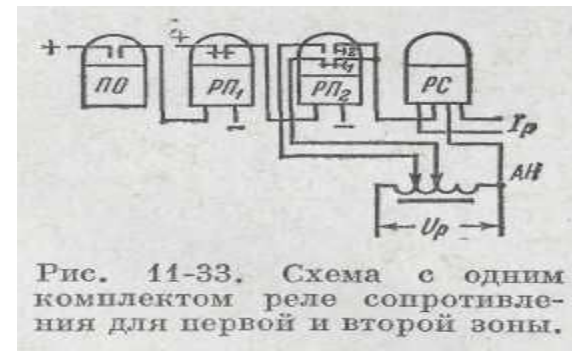 +
+
ПО
РП₁
РП₂
РС
–
–
Iр
АН
Uр
Рис. 11-33. Схема с одним
комплектом реле сопротивле-
ния для первой и второй зоны.